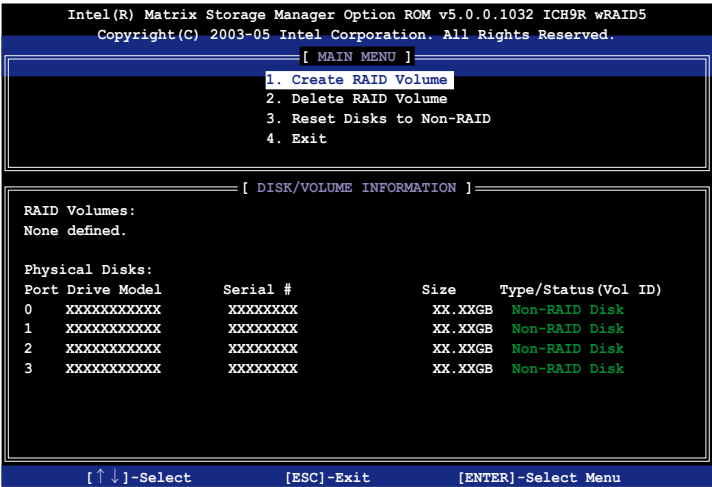 Intel(R) Matrix Storage Manager Option ROM v5.0.0.1032 ICH9R wRAID5
Copyright(C) 2003-05 Intel Corporation. All Rights Reserved.
[ MAIN MENU ]
1. Create RAID Volume
2. Delete RAID Volume
3. Reset Disks to Non-RAID
4. Exit
[ DISK/VOLUME INFORMATION ]
RAID Volumes:
None defined.
Physical Disks:
Port Drive Model Serial # Size Type/Status(Vol ID)
0 XXXXXXXXXXX XXXXXXXX XX.XXGB Non-RAID Disk
1 XXXXXXXXXXX XXXXXXXX XX.XXGB Non-RAID Disk
2 XXXXXXXXXXX XXXXXXXX XX.XXGB Non-RAID Disk
3 XXXXXXXXXXX XXXXXXXX XX.XXGB Non-RAID Disk
[↑↓]-Select [ESC]-Exit [ENTER]-Select Menu